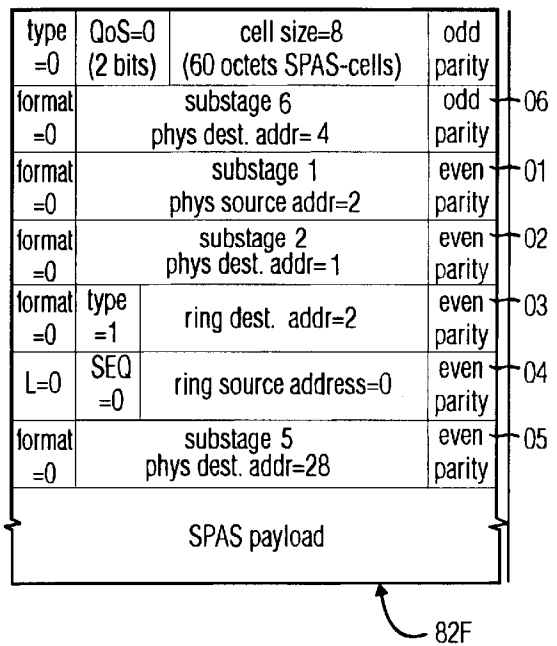 type QoS=0 cell size=8 odd
=0 (2 bits) (60 octets SPAS-cells) parity
format substage 6 odd 06
=0 phys dest. addr=4 parity
format substage 1 even 01
=0 phys source addr=2 parity
format substage 2 even 02
=0 phys dest. addr=1 parity
format type ring dest. addr=2 even 03
=0 =1 parity
L=0 SEQ ring source address=0 even 04
=0 parity
format substage 5 even 05
=0 phys dest. addr=28 parity
SPAS payload
82F